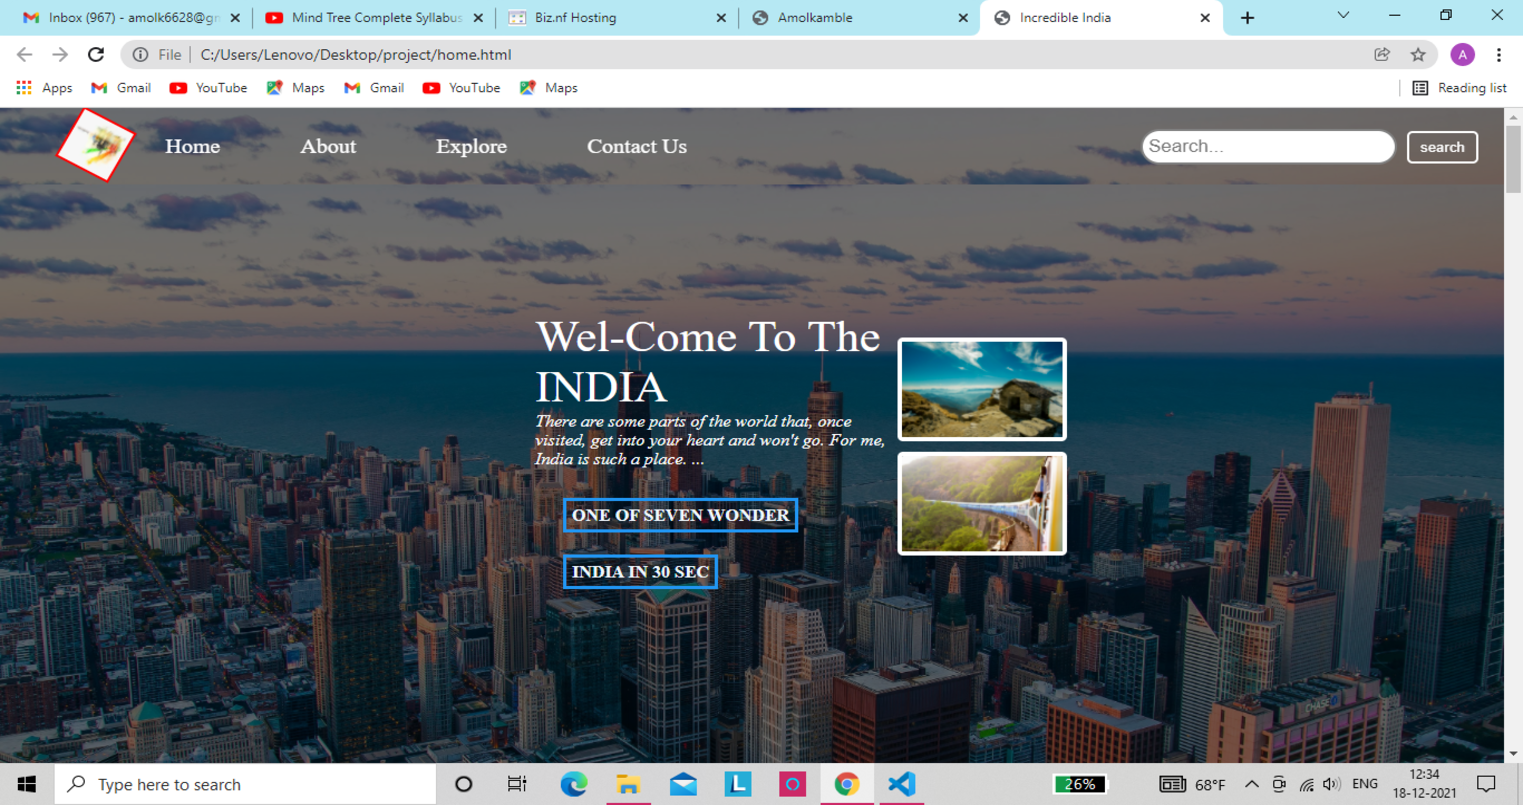 Inbox (967) - amolk6628@gm
Mind Tree Complete Syllabus
Biz.nf Hosting
Amolkamble
Incredible India
File
C:/Users/Lenovo/Desktop/project/home.html
A
Apps
Gmail
YouTube
Maps
Gmail
YouTube
Maps
Reading list
Home
About
Explore
Contact Us
Search...
search
Wel-Come To The
INDIA
There are some parts of the world that, once
visited, get into your heart and won't go. For me,
India is such a place. ...
ONE OF SEVEN WONDER
INDIA IN 30 SEC
CHASE
Type here to search
L
26%
68°F
ENG
12:34
18-12-2021